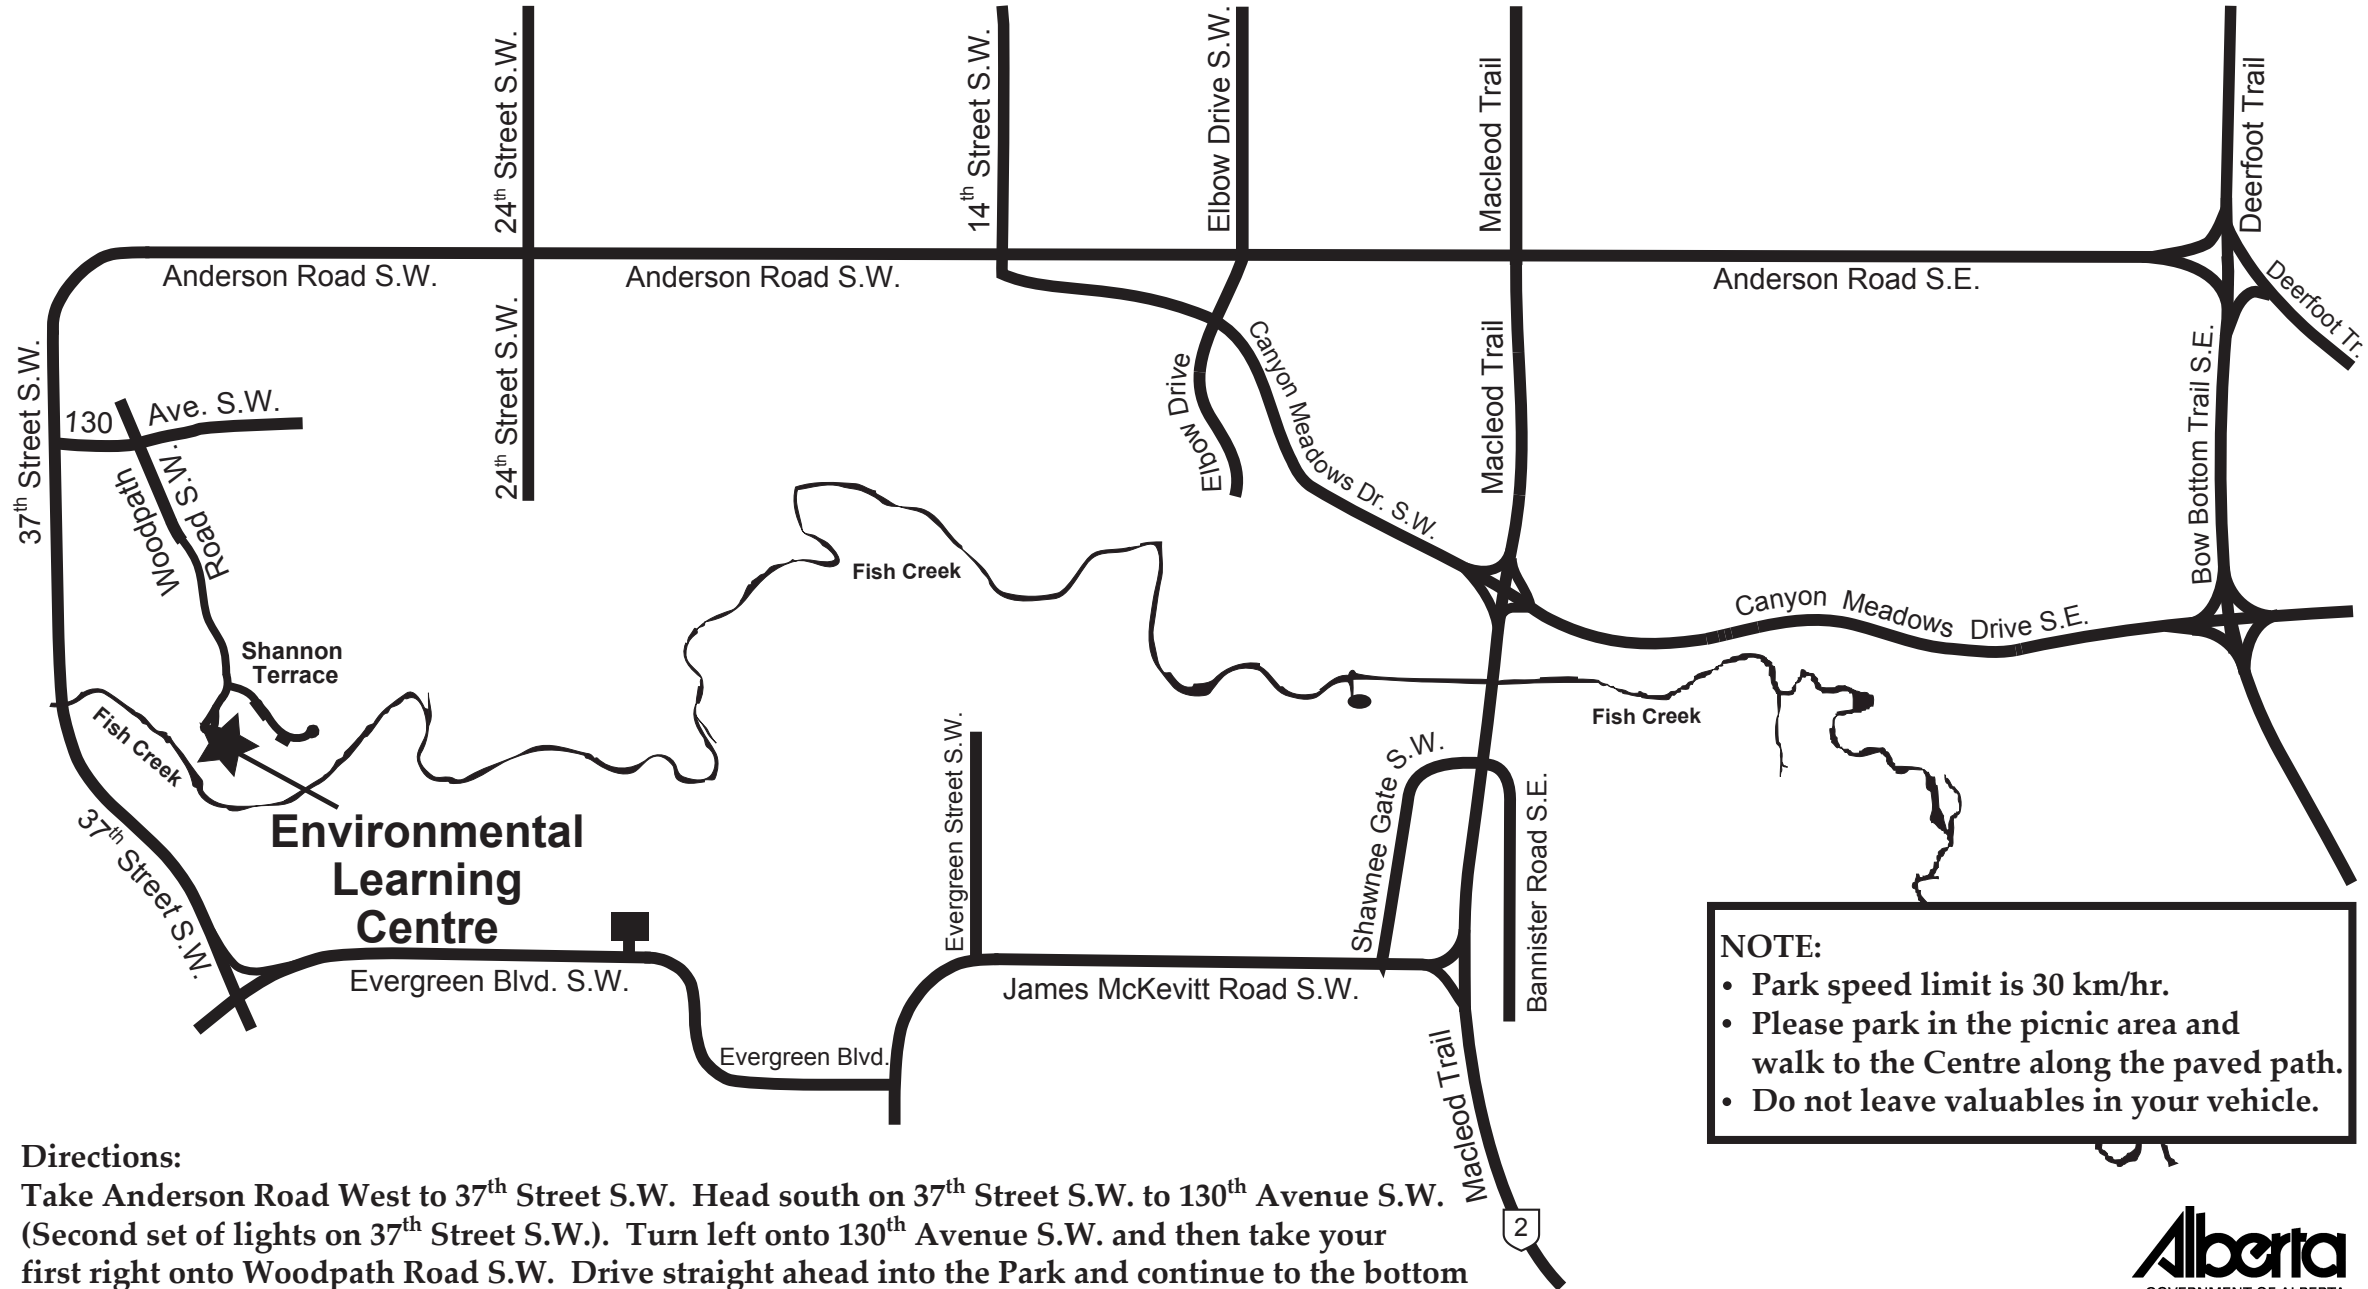 24th Street S.W.
14th Street S.W.
Elbow Drive S.W.
Macleod Trail
Deerfoot Trail
Anderson Road S.W.
Anderson Road S.W.
Anderson Road S.E.
Deerfoot Tr.
24th Street S.W.
37th Street S.W.
130 Ave. S.W.
Woodpath
Road S.W.
Elbow Drive
Canyon Meadows Dr. S.W.
Macleod Trail
Bow Bottom Trail S.E.
Fish Creek
Canyon Meadows Drive S.E.
Shannon
Terrace
Fish Creek
Fish Creek
37th Street S.W.
Environmental
Learning
Centre
Evergreen Street S.W.
Shawnee Gate S.W.
Bannister Road S.E.
Evergreen Blvd. S.W.
James McKevitt Road S.W.
Evergreen Blvd.
Macleod Trail
2
NOTE:
• Park speed limit is 30 km/hr.
• Please park in the picnic area and
walk to the Centre along the paved path.
• Do not leave valuables in your vehicle.
Directions:
Take Anderson Road West to 37th Street S.W. Head south on 37th Street S.W. to 130th Avenue S.W.
(Second set of lights on 37th Street S.W.). Turn left onto 130th Avenue S.W. and then take your
first right onto Woodpath Road S.W. Drive straight ahead into the Park and continue to the bottom
Alberta
GOVERNMENT OF ALBERTA